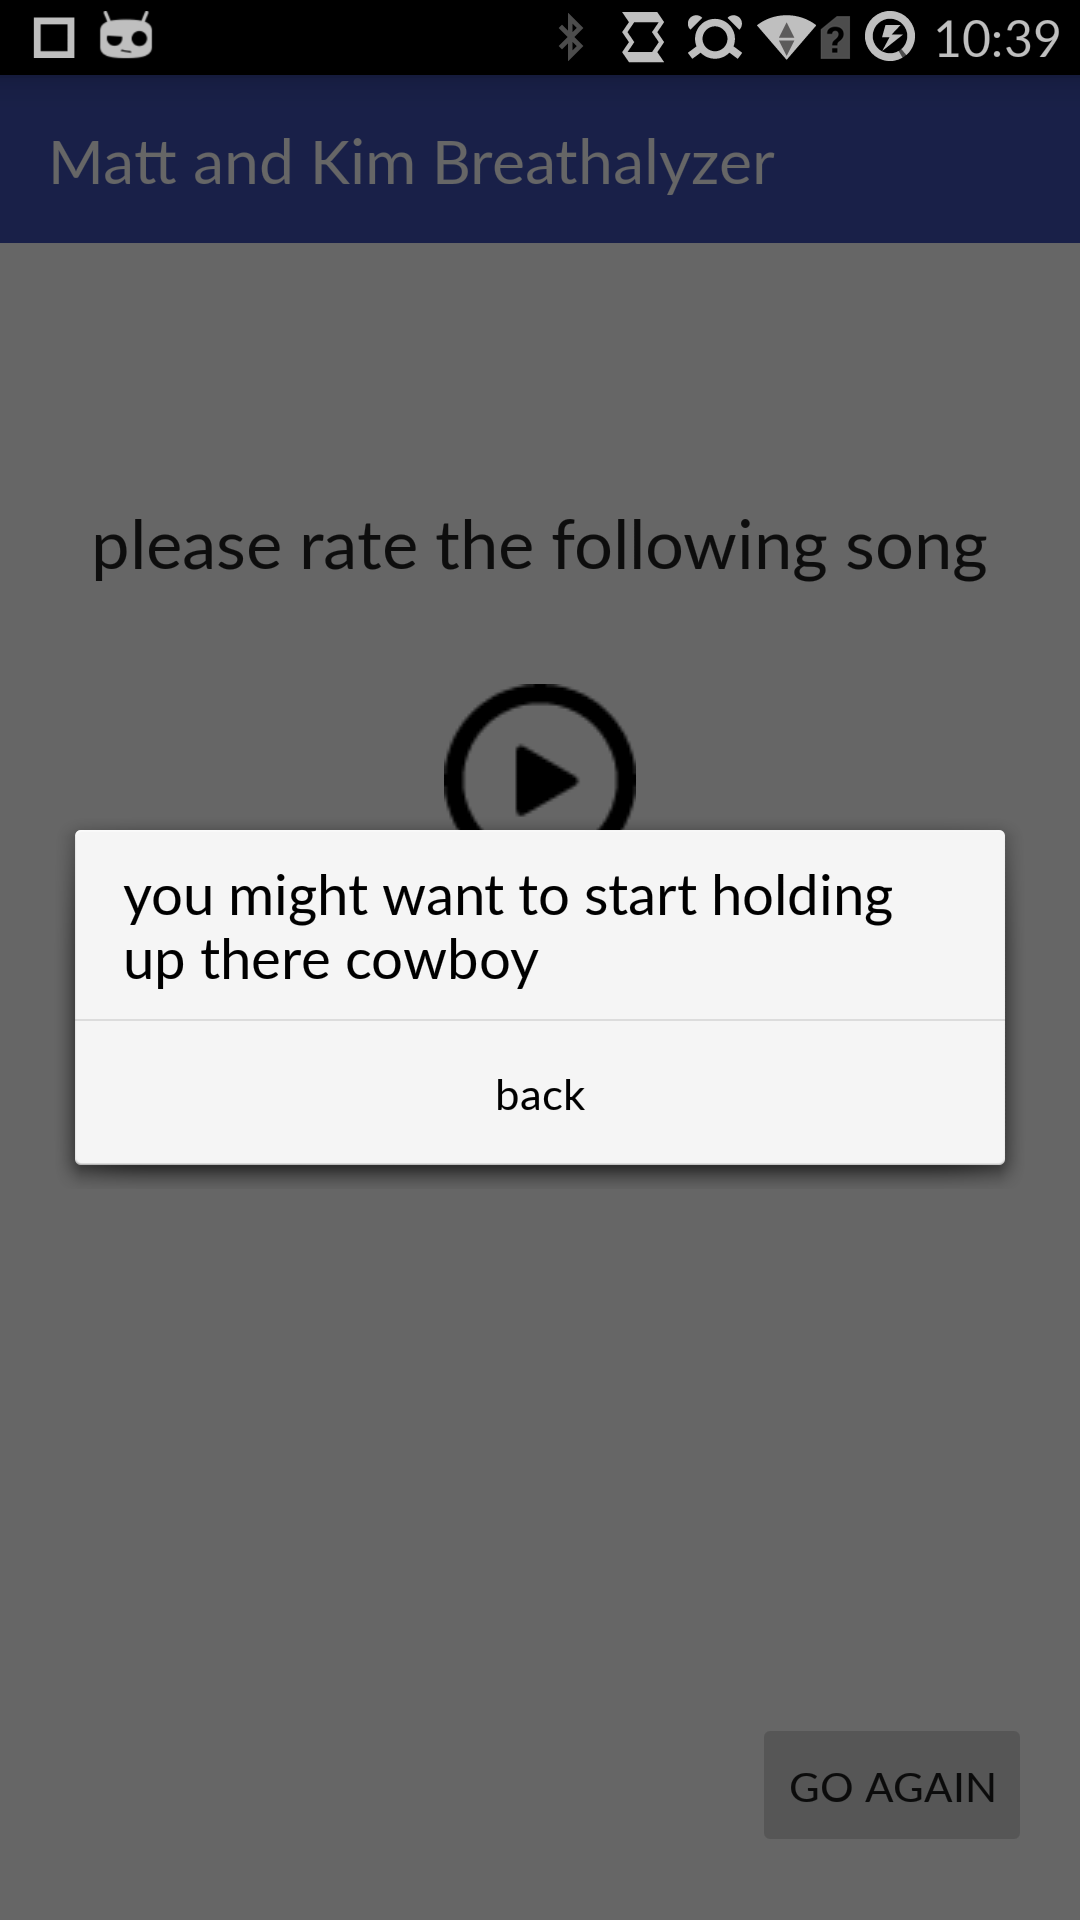 10:39
Matt and Kim Breathalyzer
please rate the following song
you might want to start holding
up there cowboy
back
GO AGAIN